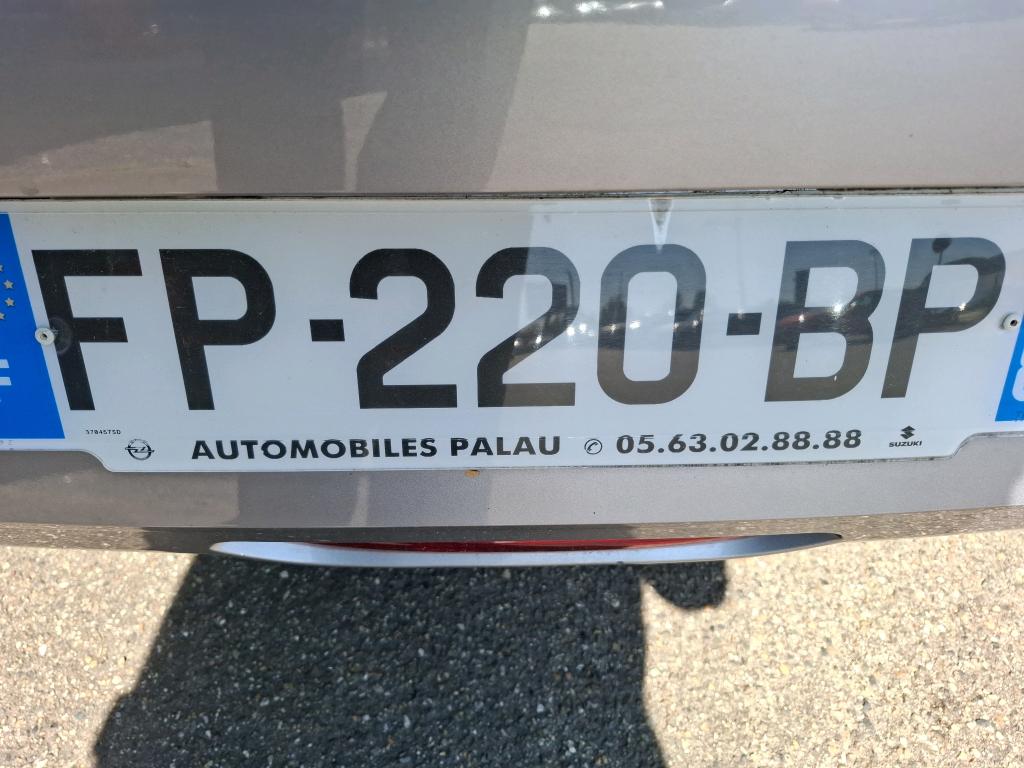 FP-220-BP
AUTOMOBILES PALAU ✆ 05.63.02.88.88
SUZUKI